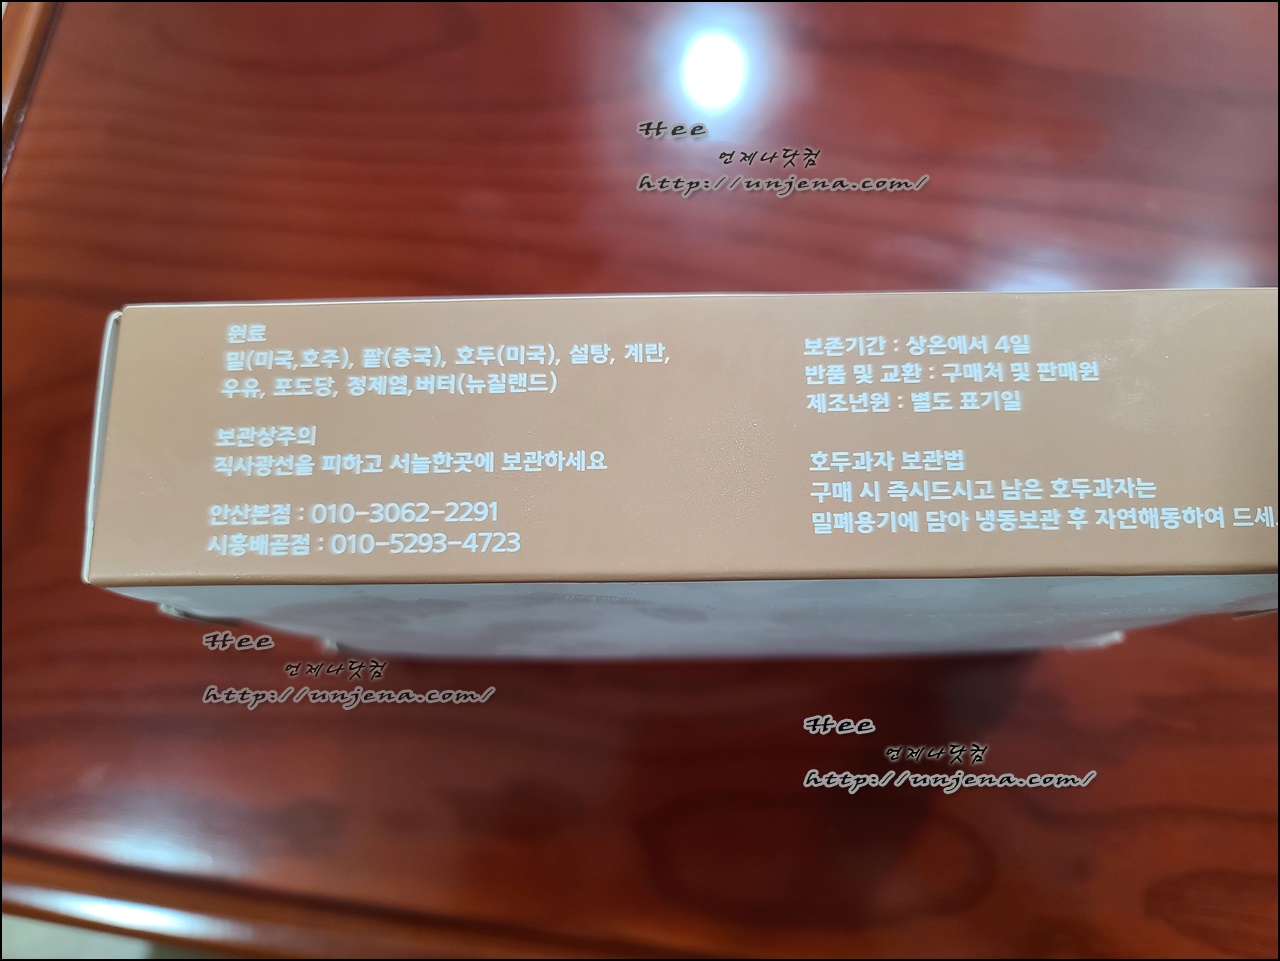 Hee
언제나닷컴
http://unjena.com/
원료
밀(미국,호주), 팥(중국), 호두(미국), 설탕, 계란,
우유, 포도당, 정제염,버터(뉴질랜드)
보관상주의
직사광선을 피하고 서늘한곳에 보관하세요
안산본점 : 010-3062-2291
시흥배곧점 : 010-5293-4723
보존기간 : 상온에서 4일
반품 및 교환 : 구매처 및 판매원
제조년원 : 별도 표기일
호두과자 보관법
구매 시 즉시드시고 남은 호두과자는
밀폐용기에 담아 냉동보관 후 자연해동하여 드세
Hee
언제나닷컴
http://unjena.com/
Hee
언제나닷컴
http://unjena.com/